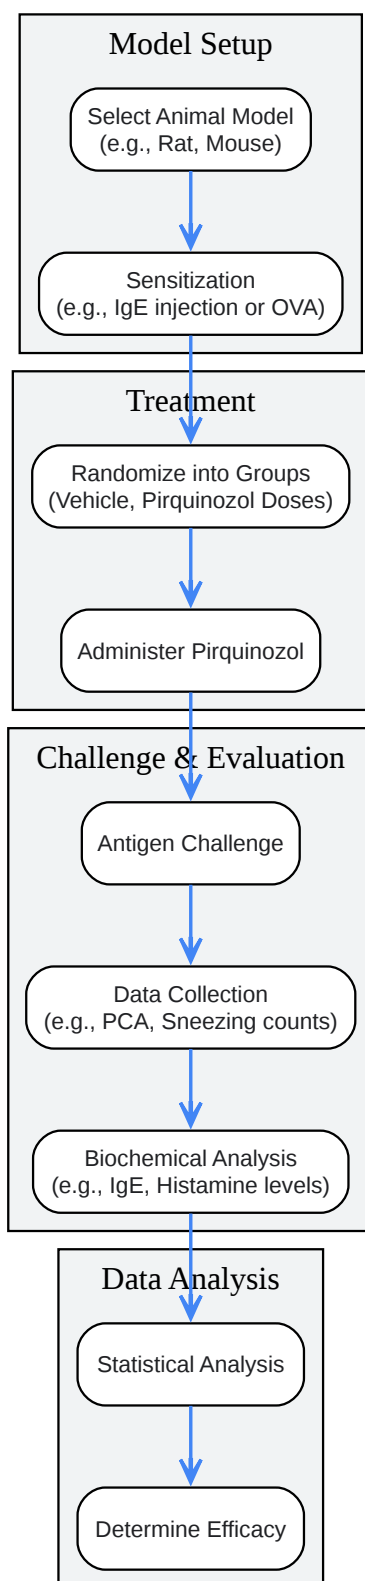 Model Setup
Select Animal Model
(e.g., Rat, Mouse)
Sensitization
(e.g., IgE injection or OVA)
Treatment
Randomize into Groups
(Vehicle, Pirquinozol Doses)
Administer Pirquinozol
Challenge & Evaluation
Antigen Challenge
Data Collection
(e.g., PCA, Sneezing counts)
Biochemical Analysis
(e.g., IgE, Histamine levels)
Data Analysis
Statistical Analysis
Determine Efficacy